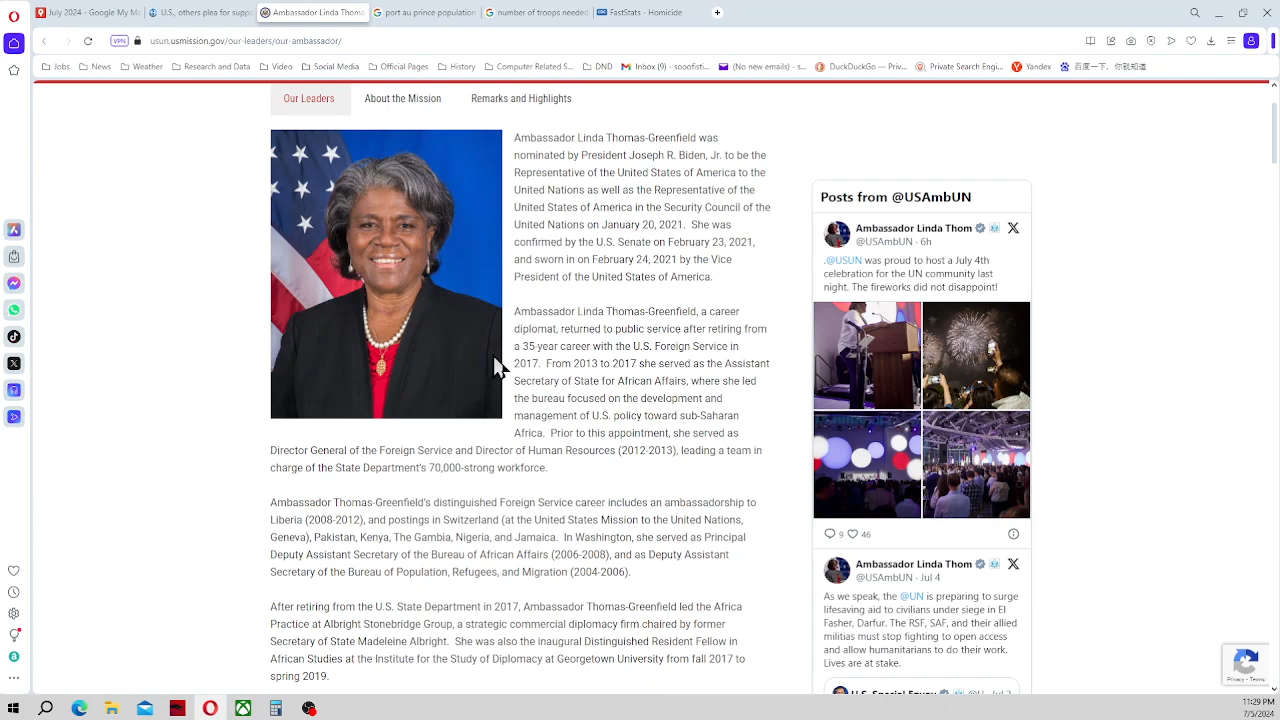 July 2024 - Google My Ma
U.S., others plea for supp
Ambassador Linda Thoma
port au prince population
number of troops needed
FastStats - Homicide
VPN
usun.usmission.gov/our-leaders/our-ambassador/
Jobs
News
Weather
Research and Data
Video
Social Media
Official Pages
History
Computer Related S...
DND
Inbox (9) - sooofisti...
(No new emails) - s...
DuckDuckGo — Priv...
Private Search Engi...
Yandex
百度一下,你就知道
Our Leaders
About the Mission
Remarks and Highlights
Ambassador Linda Thomas-Greenfield was
nominated by President Joseph R. Biden, Jr. to be the
Representative of the United States of America to the
United Nations as well as the Representative of the
United States of America in the Security Council of the
United Nations on January 20, 2021. She was
confirmed by the U.S. Senate on February 23, 2021,
and sworn in on February 24, 2021 by the Vice
President of the United States of America.
Ambassador Linda Thomas-Greenfield, a career
diplomat, returned to public service after retiring from
a 35-year career with the U.S. Foreign Service in
2017. From 2013 to 2017 she served as the Assistant
Secretary of State for African Affairs, where she led
the bureau focused on the development and
management of U.S. policy toward sub-Saharan
Africa. Prior to this appointment, she served as
Director General of the Foreign Service and Director of Human Resources (2012-2013), leading a team in
charge of the State Department's 70,000-strong workforce.
Ambassador Thomas-Greenfield's distinguished Foreign Service career includes an ambassadorship to
Liberia (2008-2012), and postings in Switzerland (at the United States Mission to the United Nations,
Geneva), Pakistan, Kenya, The Gambia, Nigeria, and Jamaica. In Washington, she served as Principal
Deputy Assistant Secretary of the Bureau of African Affairs (2006-2008), and as Deputy Assistant
Secretary of the Bureau of Population, Refugees, and Migration (2004-2006).
After retiring from the U.S. State Department in 2017, Ambassador Thomas-Greenfield led the Africa
Practice at Albright Stonebridge Group, a strategic commercial diplomacy firm chaired by former
Secretary of State Madeleine Albright. She was also the inaugural Distinguished Resident Fellow in
African Studies at the Institute for the Study of Diplomacy at Georgetown University from fall 2017 to
spring 2019.
Posts from @USAmbUN
Ambassador Linda Thom
@USAmbUN · 6h
.@USUN was proud to host a July 4th
celebration for the UN community last
night. The fireworks did not disappoint!
9 46
Ambassador Linda Thom
@USAmbUN · Jul 4
As we speak, the @UN is preparing to surge
lifesaving aid to civilians under siege in El
Fasher, Darfur. The RSF, SAF, and their allied
militias must stop fighting to open access
and allow humanitarians to do their work.
Lives are at stake.
Privacy - Terms
11:29 PM
7/5/2024